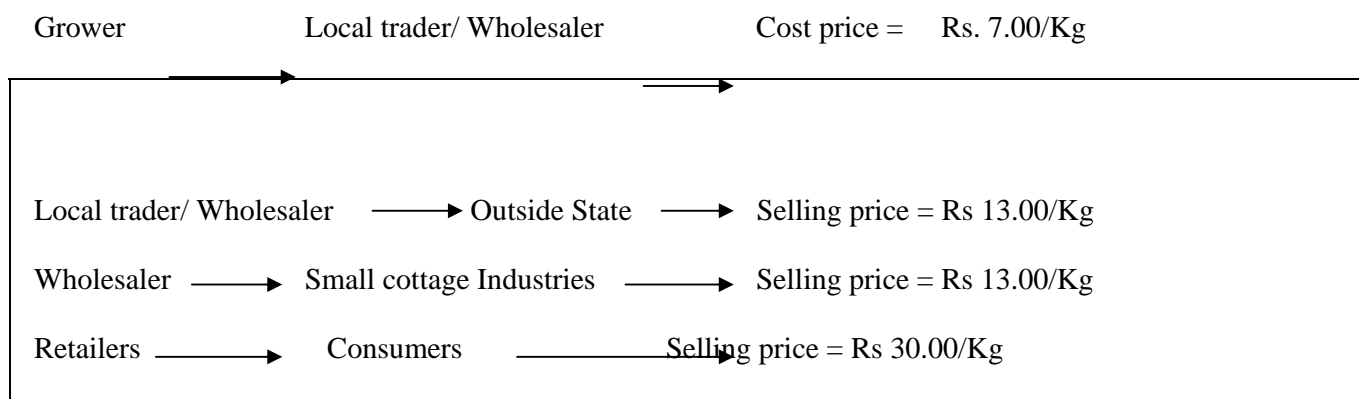 Grower Local trader/ Wholesaler Cost price = Rs. 7.00/Kg
Local trader/ Wholesaler Outside State Selling price = Rs 13.00/Kg
Wholesaler Small cottage Industries Selling price = Rs 13.00/Kg
Retailers Consumers Selling price = Rs 30.00/Kg